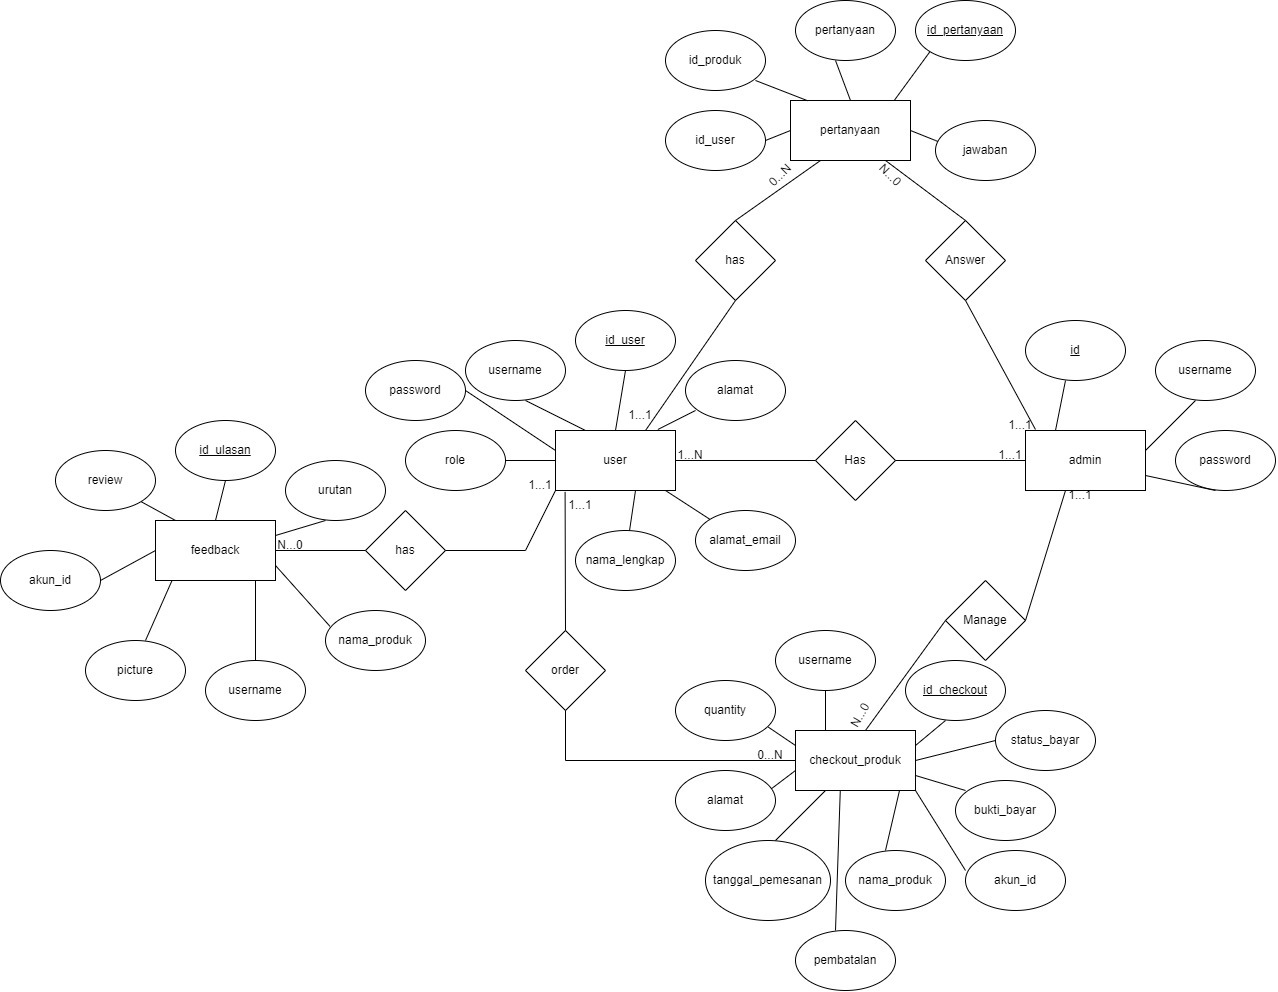 pertanyaan
id_pertanyaan
id_produk
pertanyaan
id_user
jawaban
0...N
N...0
has
Answer
id_user
id
username
username
password
alamat
1...1
1...1
role
user
1...N
Has
1...1
admin
password
id_ulasan
review
urutan
1...1
1...1
1...1
nama_lengkap
alamat_email
feedback
N...0
has
akun_id
nama_produk
picture
username
order
Manage
username
id_checkout
quantity
N...0
status_bayar
0...N
checkout_produk
alamat
bukti_bayar
tanggal_pemesanan
nama_produk
akun_id
pembatalan